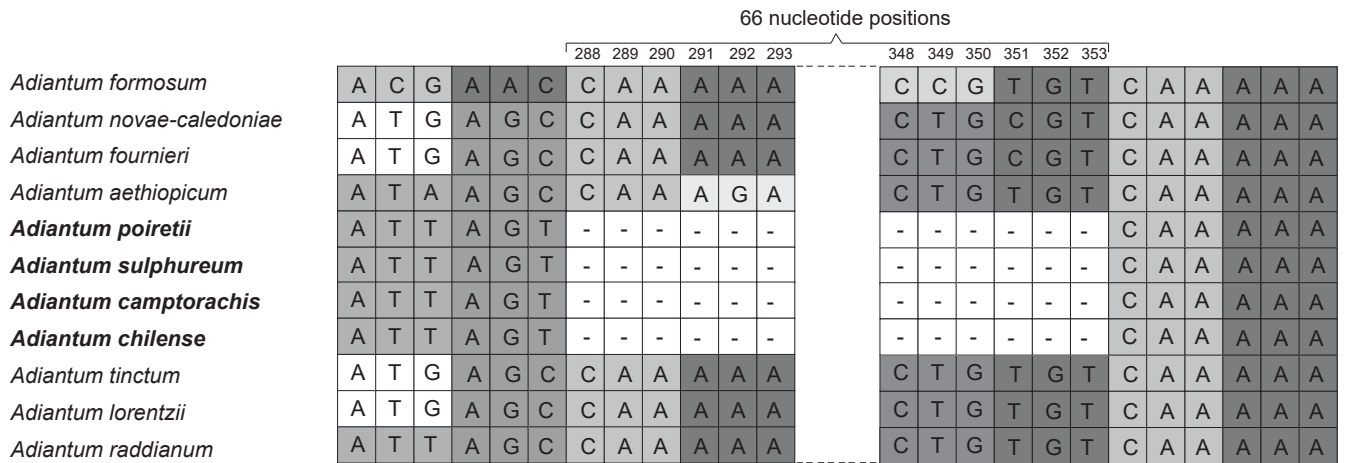 66 nucleotide positions
288 289 290 291 292 293 348 349 350 351 352 353
Adiantum formosum A C G A A C C A A A A A C C G T G T C A A A A A
Adiantum novae-caledoniae A T G A G C C A A A A A C T G C G T C A A A A A
Adiantum fournieri A T G A G C C A A A A A C T G C G T C A A A A A
Adiantum aethiopicum A T A A G C C A A A G A C T G T G T C A A A A A
Adiantum poiretii A T T A G T - - - - - - - - - - - - C A A A A A
Adiantum sulphureum A T T A G T - - - - - - - - - - - - C A A A A A
Adiantum camptorachis A T T A G T - - - - - - - - - - - - C A A A A A
Adiantum chilense A T T A G T - - - - - - - - - - - - C A A A A A
Adiantum tinctum A T G A G C C A A A A A C T G T G T C A A A A A
Adiantum lorentzii A T G A G C C A A A A A C T G T G T C A A A A A
Adiantum raddianum A T T A G C C A A A A A C T G T G T C A A A A A